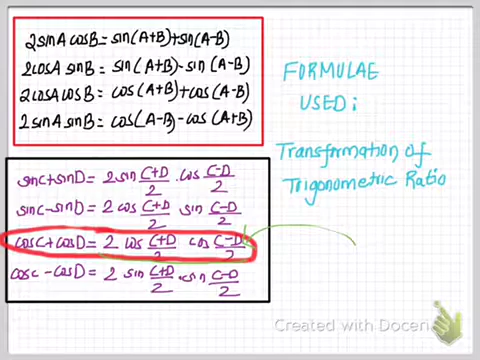 2sinA cosB = sin(A+B)+sin(A-B)
2cosA sinB = sin(A+B)-sin(A-B)
2cosA cosB = cos(A+B)+cos(A-B)
2sinA sinB = cos(A-B)-cos(A+B)
FORMULAE
USED:
Transformation of
Trigonometric Ratio
sinC+sinD = 2 sin (C+D)/2 . cos (C-D)/2
sinC-sinD = 2 cos (C+D)/2 sin (C-D)/2
cosC+cosD = 2 cos (C+D)/2 cos (C-D)/2
cosC-cosD = 2 sin (C+D)/2 . sin (C-D)/2
Created with Doceri